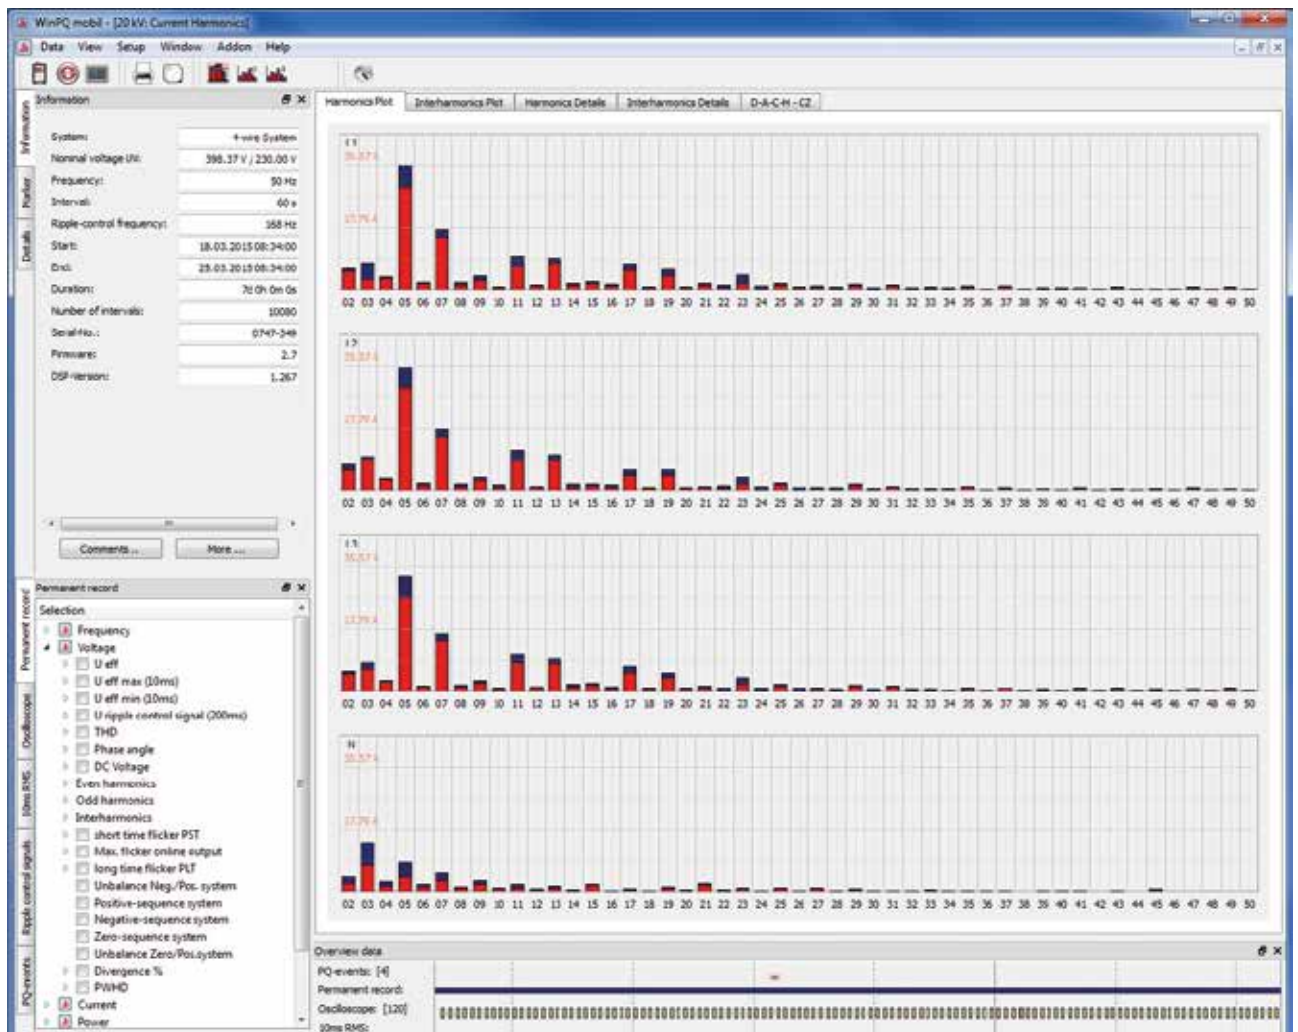 WinPQ mobil - [20 kV: Current Harmonics]
Data View Setup Window Addon Help
Information
System: 4-wire System
Nominal voltage UN: 398.37 V / 230.00 V
Frequency: 50 Hz
Interval: 60 s
Ripple-control frequency: 168 Hz
Start: 18.03.2015 08:34:00
End: 25.03.2015 08:34:00
Duration: 7d 0h 0m 0s
Number of intervals: 10080
Serial-No.: 0747-349
Firmware: 2.7
DSP-Version: 1.267
Comments ..
More ...
Information
Marker
Details
Permanent record
Selection
Frequency
Voltage
U eff
U eff max (10ms)
U eff min (10ms)
U ripple control signal (200ms)
THD
Phase angle
DC Voltage
Even harmonics
Odd harmonics
Interharmonics
short time flicker PST
Max. flicker online output
long time flicker PLT
Unbalance Neg./Pos. system
Positive-sequence system
Negative-sequence system
Zero-sequence system
Unbalance Zero/Pos.system
Divergence %
PWHD
Current
Power
Permanent record
Oscilloscope
10ms RMS
Ripple control signals
PQ-events
Harmonics Plot Interharmonics Plot Harmonics Details Interharmonics Details D-A-C-H - CZ
L1
02 03 04 05 06 07 08 09 10 11 12 13 14 15 16 17 18 19 20 21 22 23 24 25 26 27 28 29 30 31 32 33 34 35 36 37 38 39 40 41 42 43 44 45 46 47 48 49 50
L2
02 03 04 05 06 07 08 09 10 11 12 13 14 15 16 17 18 19 20 21 22 23 24 25 26 27 28 29 30 31 32 33 34 35 36 37 38 39 40 41 42 43 44 45 46 47 48 49 50
L3
02 03 04 05 06 07 08 09 10 11 12 13 14 15 16 17 18 19 20 21 22 23 24 25 26 27 28 29 30 31 32 33 34 35 36 37 38 39 40 41 42 43 44 45 46 47 48 49 50
N
02 03 04 05 06 07 08 09 10 11 12 13 14 15 16 17 18 19 20 21 22 23 24 25 26 27 28 29 30 31 32 33 34 35 36 37 38 39 40 41 42 43 44 45 46 47 48 49 50
Overview data
PQ-events: [4]
Permanent record:
Oscilloscope: [120]
10ms RMS: